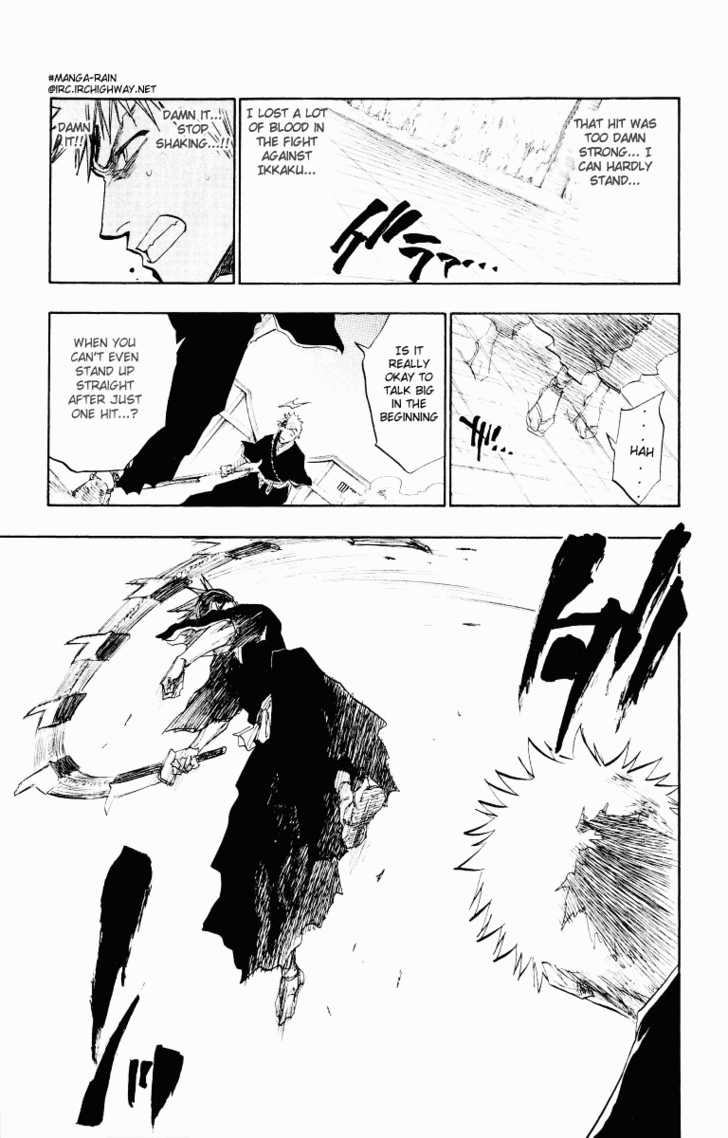 #MANGA-RAIN
@IRC.IRCHIGHWAY.NET
THAT HIT WAS
TOO DAMN
STRONG... I
CAN HARDLY
STAND...
I LOST A LOT
OF BLOOD IN
THE FIGHT
AGAINST
IKKAKU...
DAMN IT...
STOP
SHAKING...!!
DAMN
IT!!
HAH
IS IT
REALLY
OKAY TO
TALK BIG
IN THE
BEGINNING
WHEN YOU
CAN'T EVEN
STAND UP
STRAIGHT
AFTER JUST
ONE HIT...?